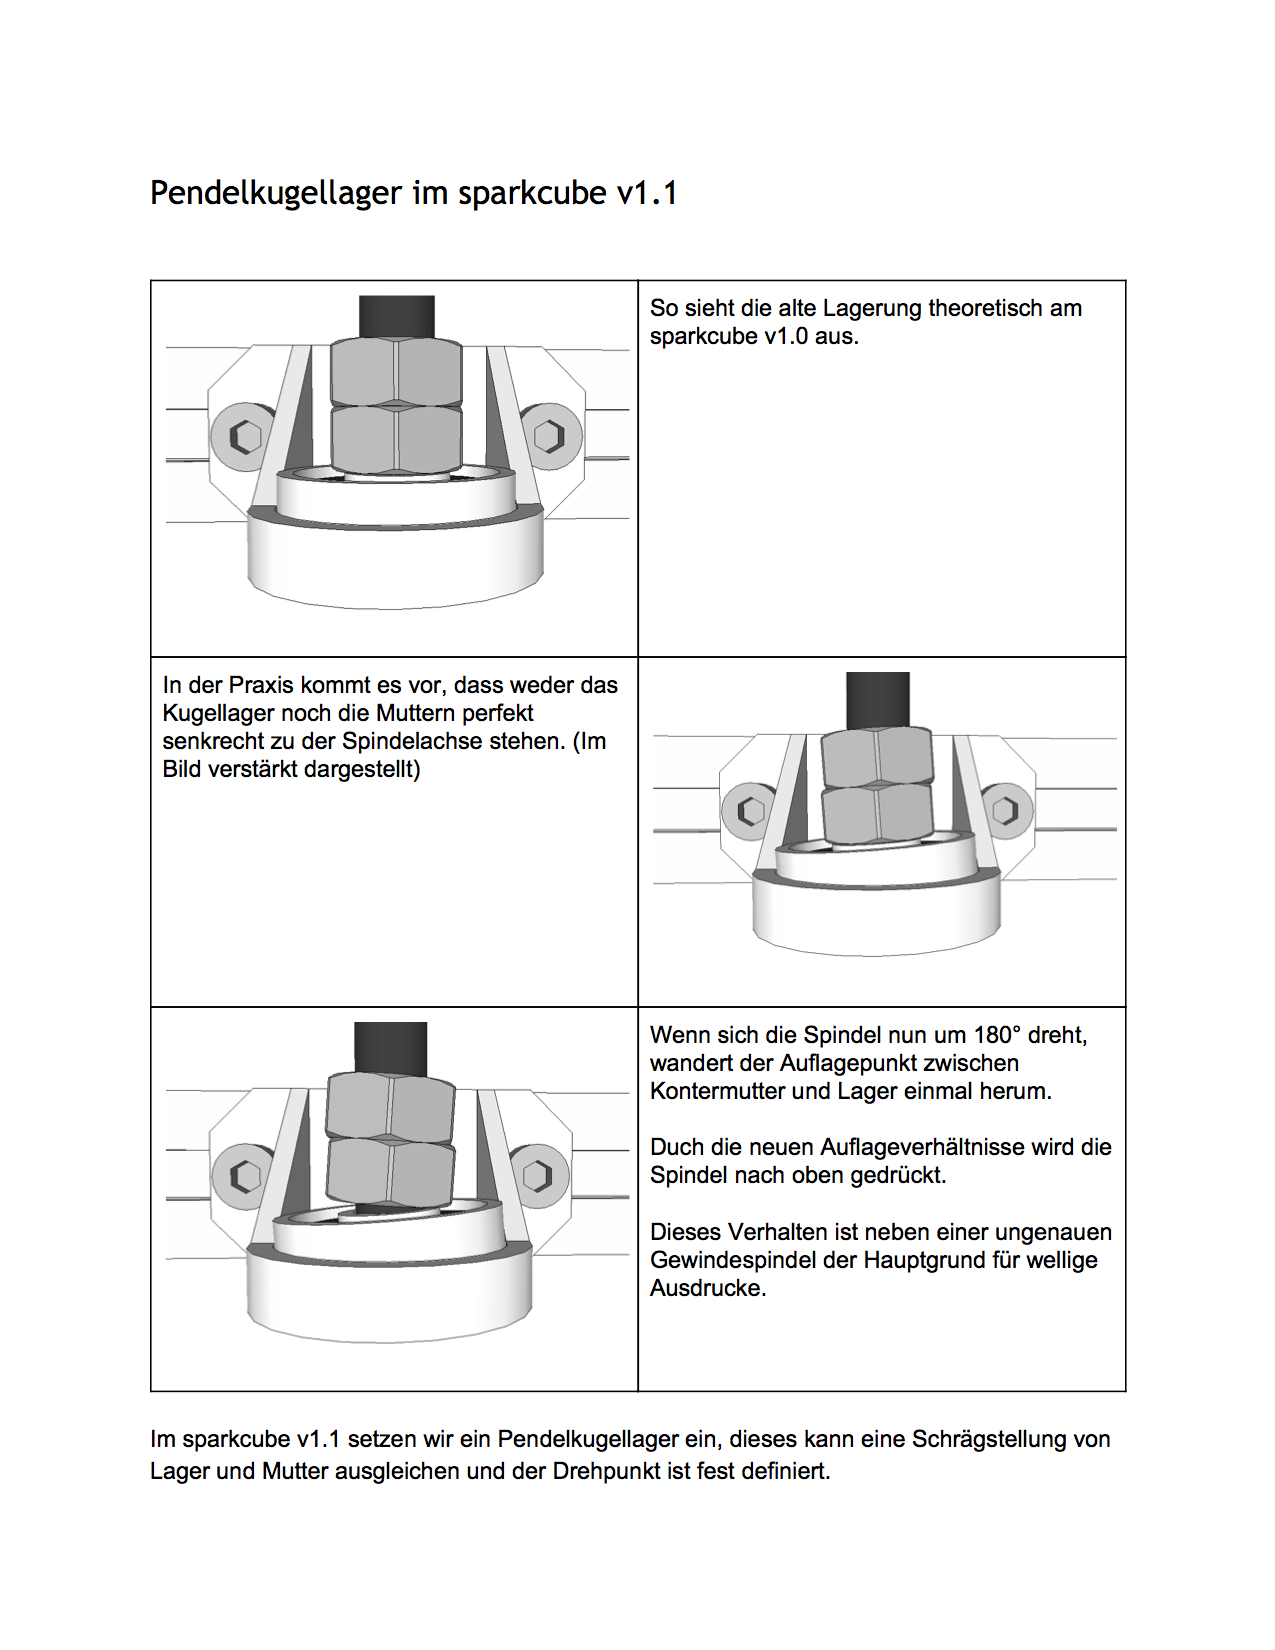 Pendelkugellager im sparkcube v1.1
So sieht die alte Lagerung theoretisch am
sparkcube v1.0 aus.
In der Praxis kommt es vor, dass weder das
Kugellager noch die Muttern perfekt
senkrecht zu der Spindelachse stehen. (Im
Bild verstärkt dargestellt)
Wenn sich die Spindel nun um 180° dreht,
wandert der Auflagepunkt zwischen
Kontermutter und Lager einmal herum.
Duch die neuen Auflageverhältnisse wird die
Spindel nach oben gedrückt.
Dieses Verhalten ist neben einer ungenauen
Gewindespindel der Hauptgrund für wellige
Ausdrucke.
Im sparkcube v1.1 setzen wir ein Pendelkugellager ein, dieses kann eine Schrägstellung von
Lager und Mutter ausgleichen und der Drehpunkt ist fest definiert.